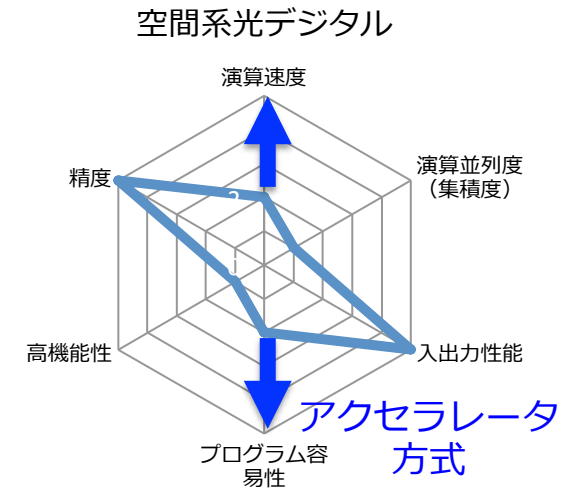 空間系光デジタル
演算速度
演算並列度
（集積度）
精度
高機能性
入出力性能
アクセラレータ
方式
プログラム容
易性